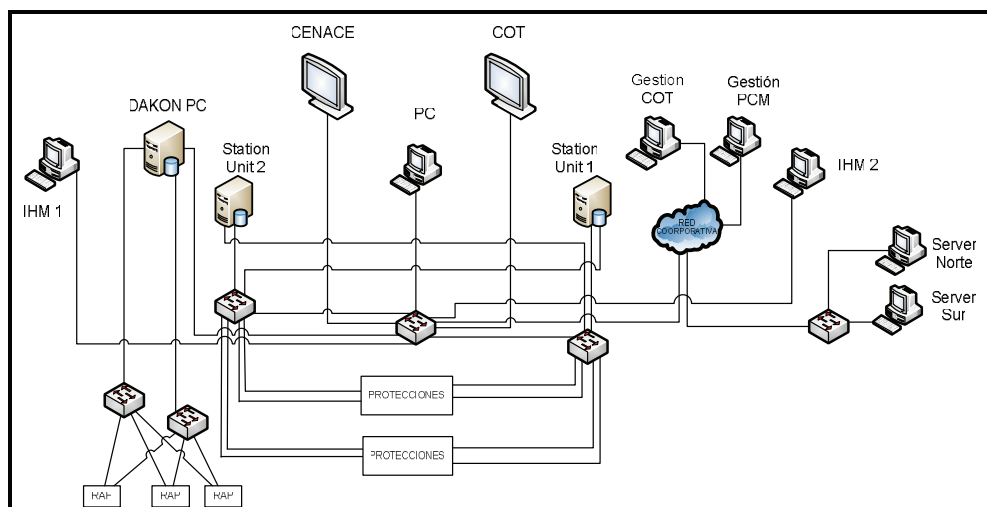 CENACE
COT
DAKON PC
Station
Unit 2
PC
Station
Unit 1
Gestion
COT
Gestión
PCM
IHM 1
IHM 2
RED
COORPORATIVA
Server
Norte
Server
Sur
PROTECCIONES
PROTECCIONES
RAP
RAP
RAP